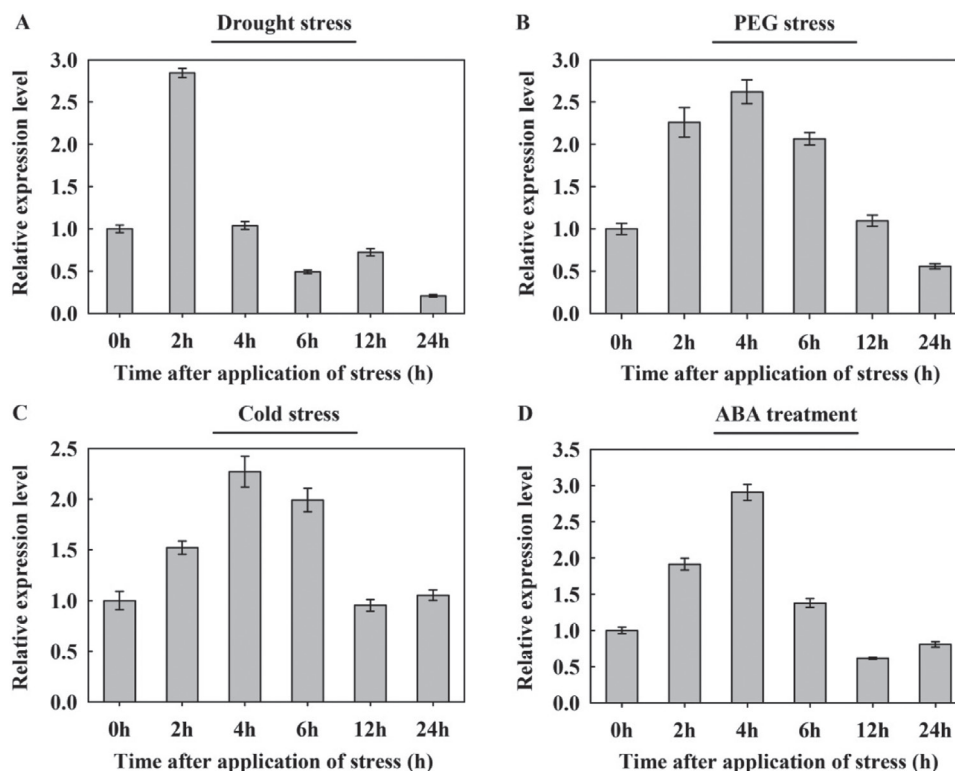 A
Drought stress
Relative expression level
3.0
2.5
2.0
1.5
1.0
0.5
0.0
0h 2h 4h 6h 12h 24h
Time after application of stress (h)
B
PEG stress
Relative expression level
3.0
2.5
2.0
1.5
1.0
0.5
0.0
0h 2h 4h 6h 12h 24h
Time after application of stress (h)
C
Cold stress
Relative expression level
2.5
2.0
1.5
1.0
0.5
0.0
0h 2h 4h 6h 12h 24h
Time after application of stress (h)
D
ABA treatment
Relative expression level
3.5
3.0
2.5
2.0
1.5
1.0
0.5
0.0
0h 2h 4h 6h 12h 24h
Time after application of stress (h)